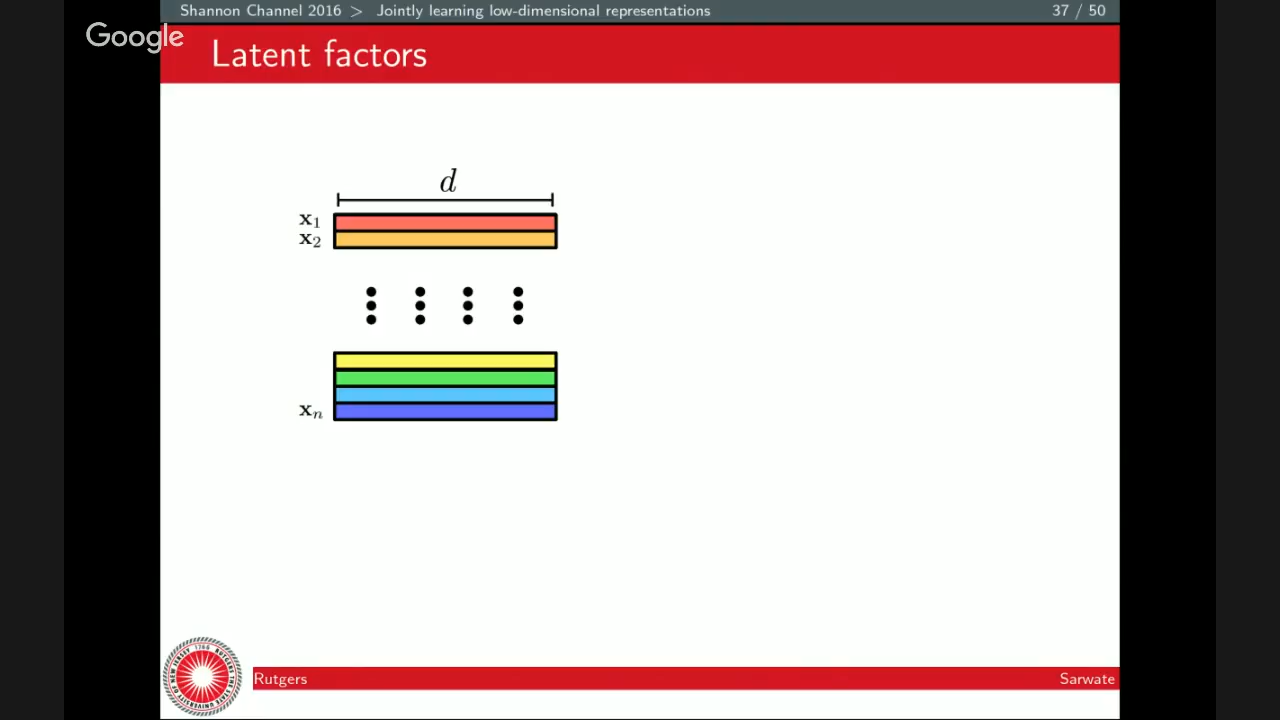 Shannon Channel 2016 > Jointly learning low-dimensional representations 37 / 50
Google
Latent factors
d
x₁
x₂
xₙ
Rutgers Sarwate